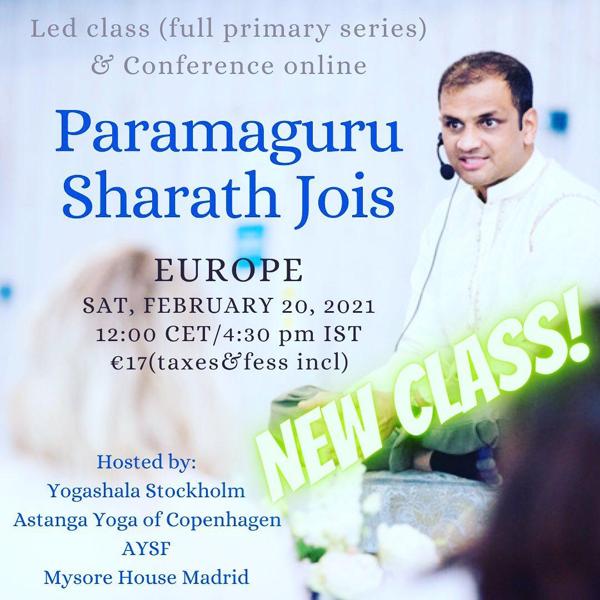 Led class (full primary series)
& Conference online
Paramaguru
Sharath Jois
EUROPE
SAT, FEBRUARY 20, 2021
12:00 CET/4:30 pm IST
€17(taxes&fess incl)
NEW CLASS!
Hosted by:
Yogashala Stockholm
Astanga Yoga of Copenhagen
AYSF
Mysore House Madrid